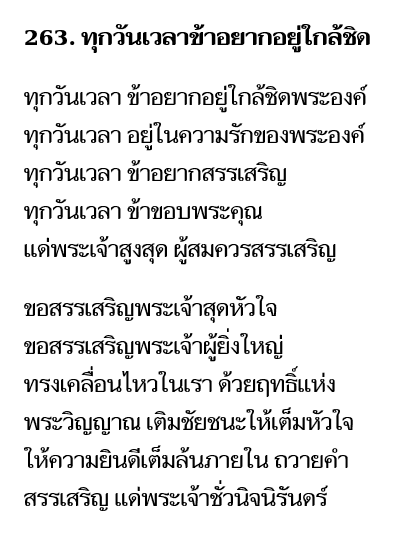 263. ทุกวันเวลาข้าอยากอยู่ใกล้ชิด
ทุกวันเวลา ข้าอยากอยู่ใกล้ชิดพระองค์
ทุกวันเวลา อยู่ในความรักของพระองค์
ทุกวันเวลา ข้าอยากสรรเสริญ
ทุกวันเวลา ข้าขอบพระคุณ
แด่พระเจ้าสูงสุด ผู้สมควรสรรเสริญ
ขอสรรเสริญพระเจ้าสุดหัวใจ
ขอสรรเสริญพระเจ้าผู้ยิ่งใหญ่
ทรงเคลื่อนไหวในเรา ด้วยฤทธิ์แห่ง
พระวิญญาณ เติมชัยชนะให้เต็มหัวใจ
ให้ความยินดีเต็มล้นภายใน ถวายคำ
สรรเสริญ แด่พระเจ้าชั่วนิจนิรันดร์